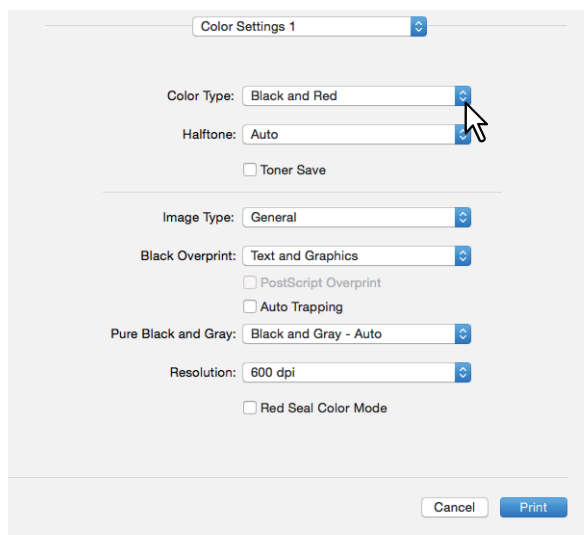 Color Settings 1
Color Type: Black and Red
Halftone: Auto
Toner Save
Image Type: General
Black Overprint: Text and Graphics
PostScript Overprint
Auto Trapping
Pure Black and Gray: Black and Gray - Auto
Resolution: 600 dpi
Red Seal Color Mode
Cancel Print